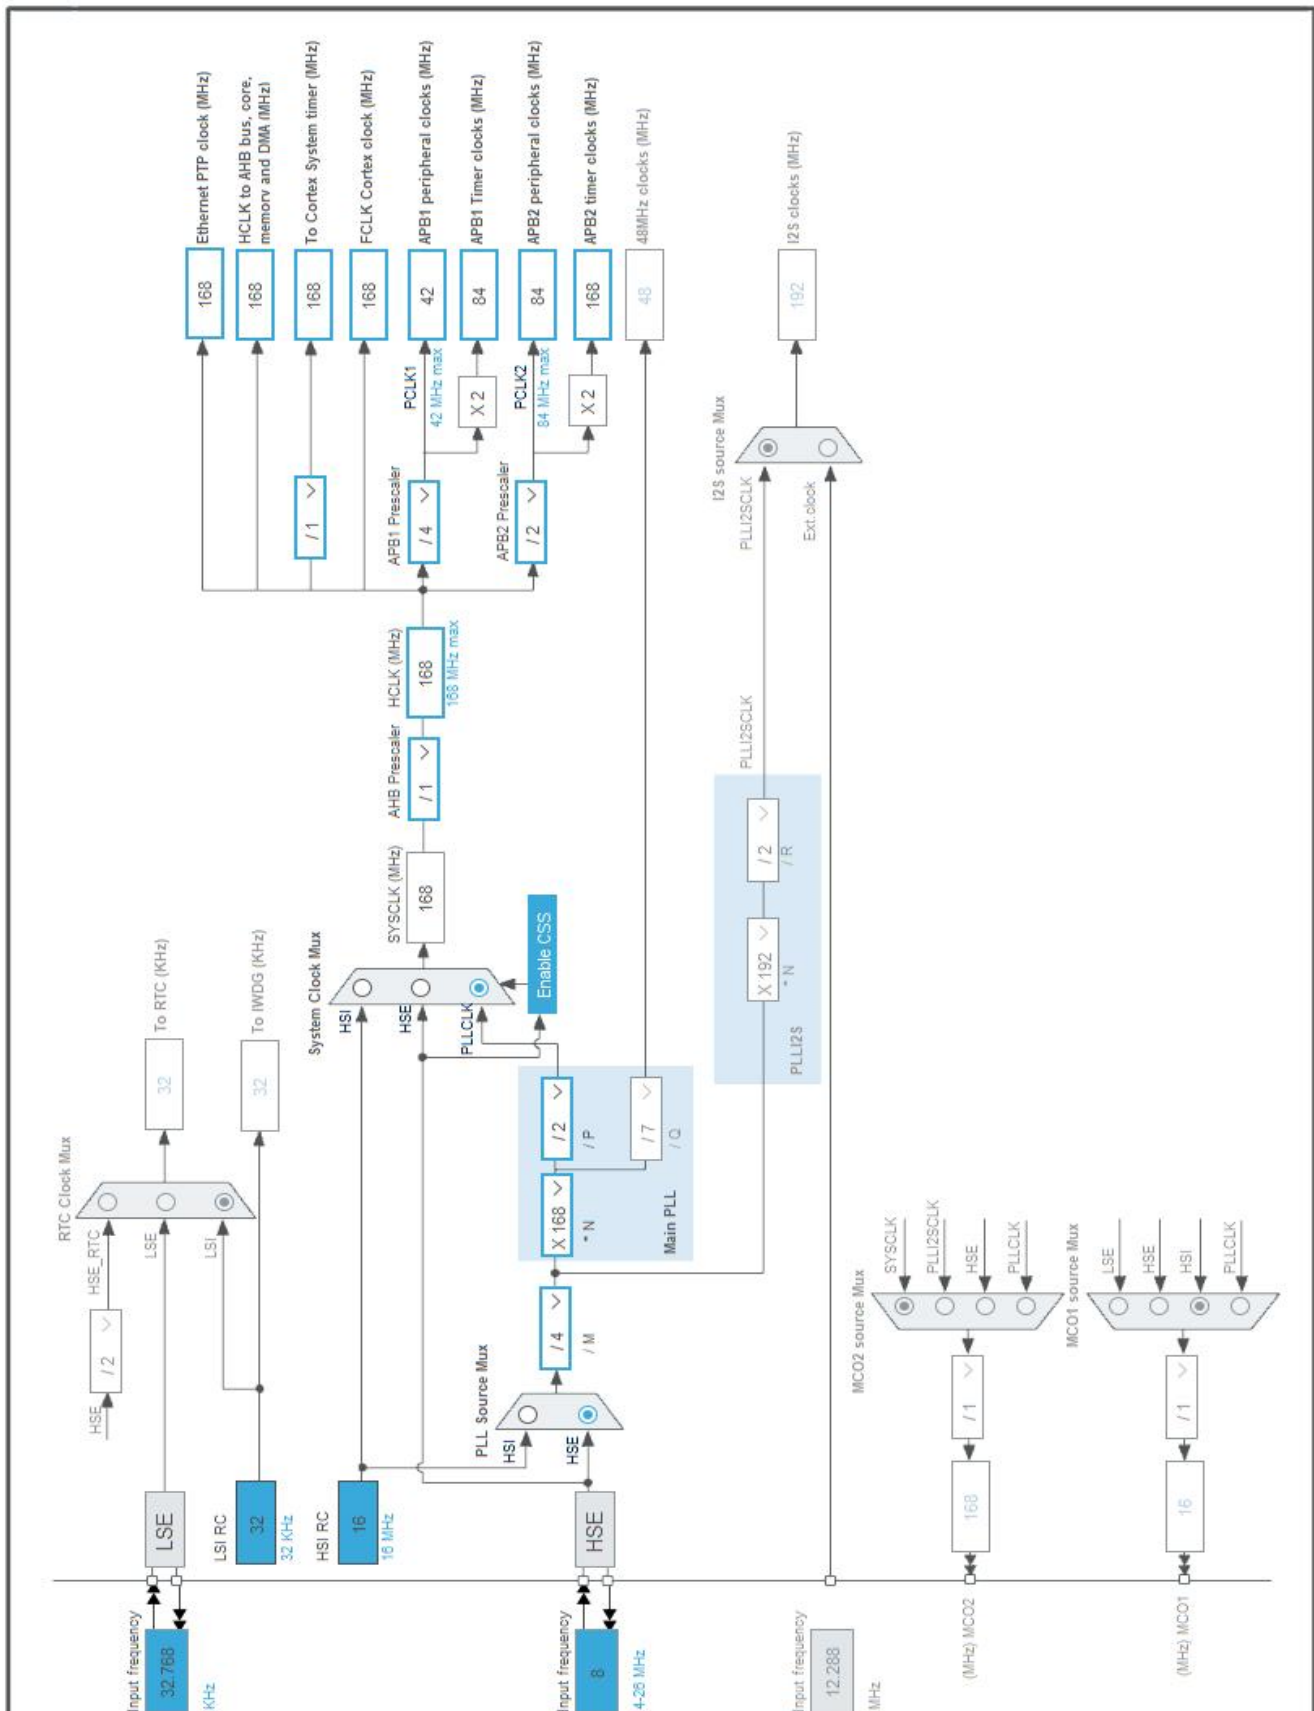 Input frequency
32.768
KHz
LSE
HSE
/ 2
HSE_RTC
LSE
LSI
RTC Clock Mux
32
To RTC (KHz)
LSI RC
32
32 KHz
32
To IWDG (KHz)
HSI RC
16
16 MHz
Input frequency
8
4-26 MHz
HSE
PLL Source Mux
HSI
HSE
/ 4
/ M
X 168
* N
/ 2
/ P
/ 7
/ Q
Main PLL
System Clock Mux
HSI
HSE
PLLCLK
Enable CSS
SYSCLK (MHz)
168
AHB Prescaler
/ 1
HCLK (MHz)
168
168 MHz max
/ 1
APB1 Prescaler
/ 4
PCLK1
42 MHz max
X 2
APB2 Prescaler
/ 2
PCLK2
84 MHz max
X 2
168
Ethernet PTP clock (MHz)
168
HCLK to AHB bus, core,
memory and DMA (MHz)
168
To Cortex System timer (MHz)
168
FCLK Cortex clock (MHz)
42
APB1 peripheral clocks (MHz)
84
APB1 Timer clocks (MHz)
84
APB2 peripheral clocks (MHz)
168
APB2 timer clocks (MHz)
48
48MHz clocks (MHz)
PLLI2S
X 192
* N
/ 2
/ R
PLLI2SCLK
PLLI2SCLK
Ext.clock
I2S source Mux
192
I2S clocks (MHz)
Input frequency
12.288
MHz
MCO2 source Mux
SYSCLK
PLLI2SCLK
HSE
PLLCLK
/ 1
168
(MHz) MCO2
MCO1 source Mux
LSE
HSE
HSI
PLLCLK
/ 1
16
(MHz) MCO1